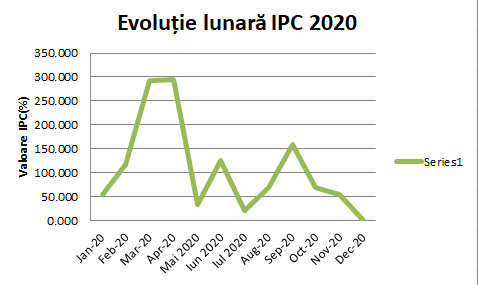 Evoluție lunară IPC 2020
350.000
300.000
250.000
200.000
150.000
100.000
50.000
0.000
Valoare IPC(%)
Jan-20
Feb-20
Mar-20
Apr-20
Mai 2020
Iun 2020
Iul 2020
Aug-20
Sep-20
Oct-20
Nov-20
Dec-20
Series1